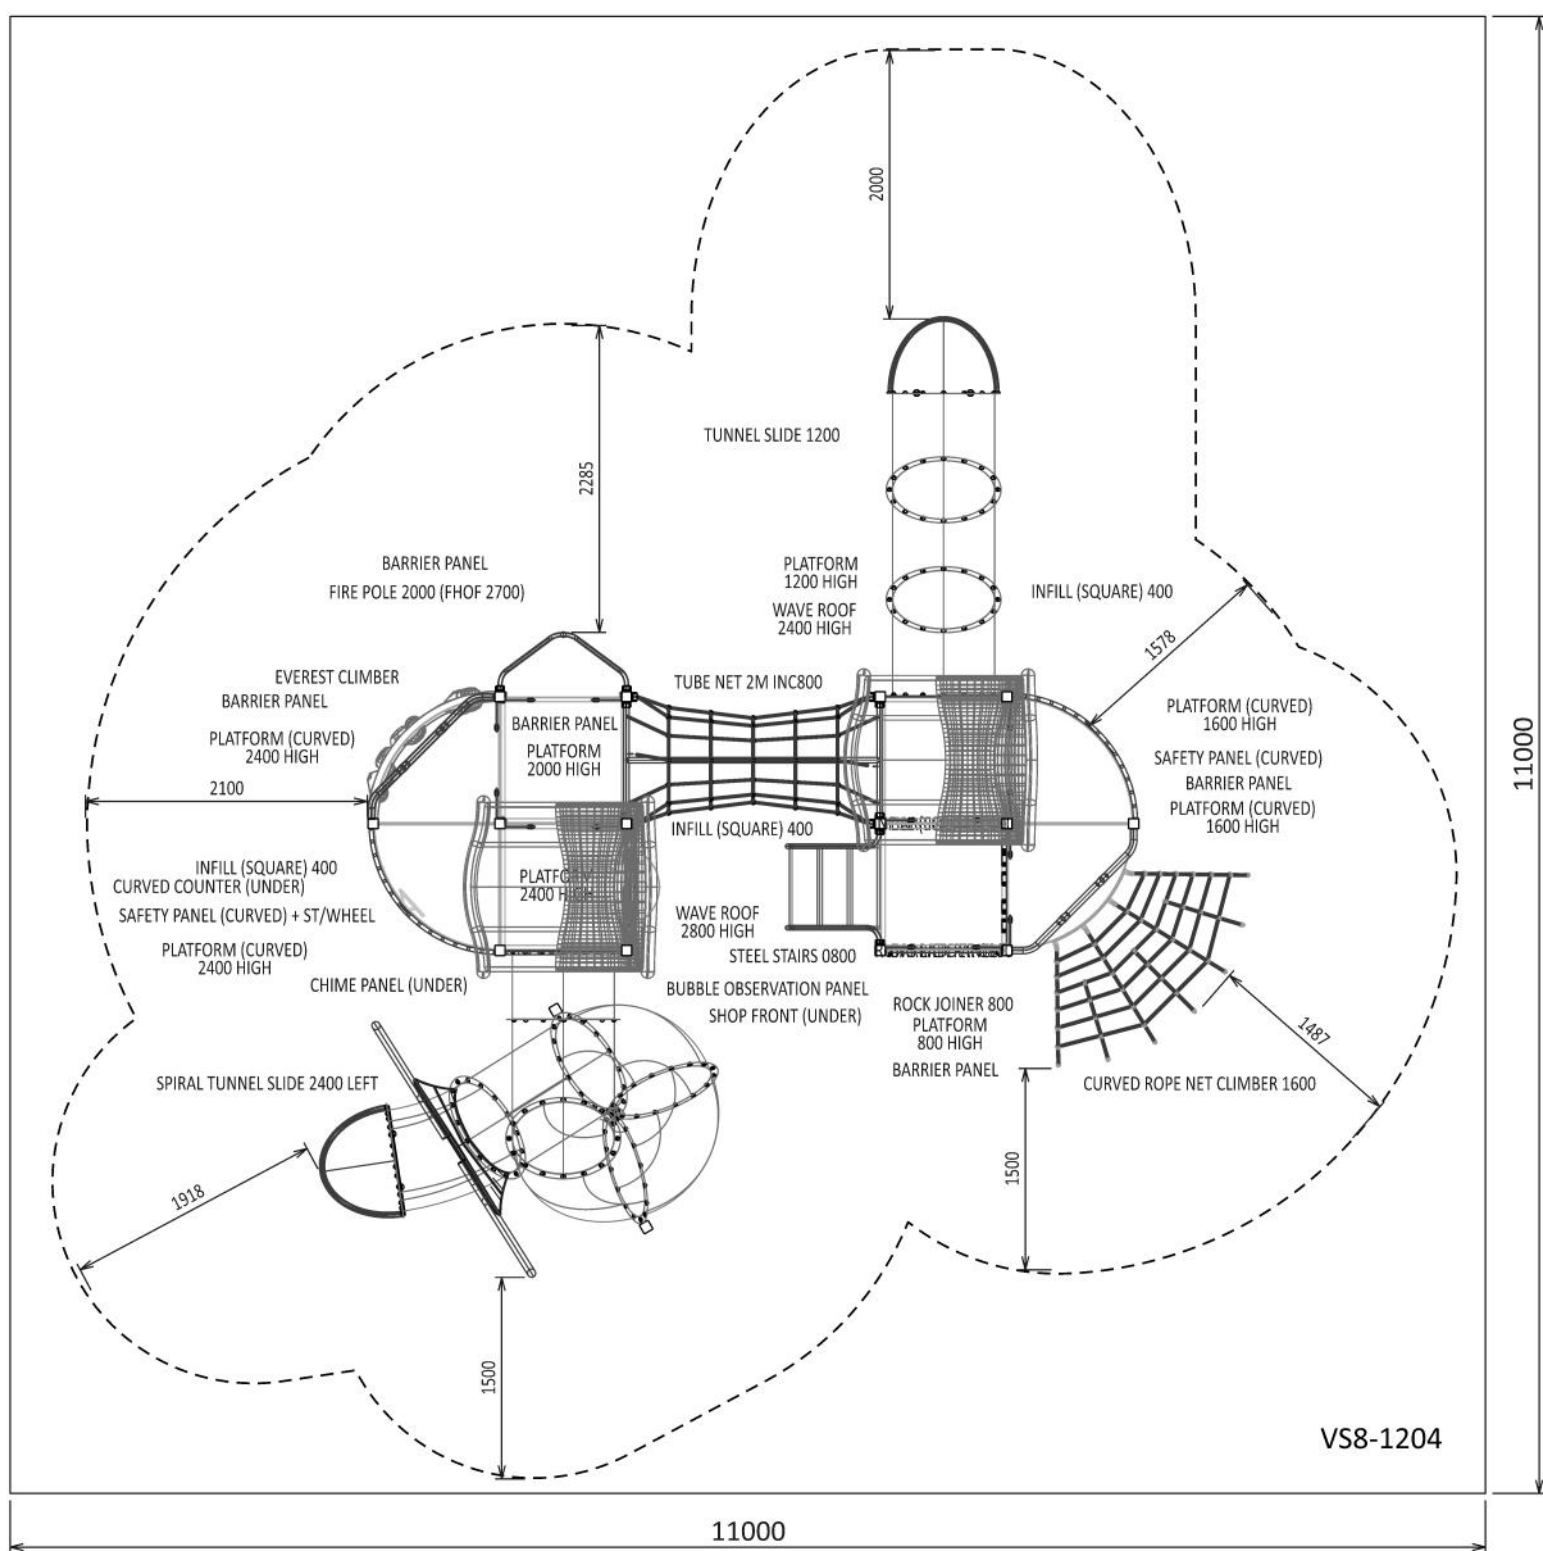 2000
TUNNEL SLIDE 1200
2285
BARRIER PANEL
FIRE POLE 2000 (FHOF 2700)
PLATFORM
1200 HIGH
WAVE ROOF
2400 HIGH
INFILL (SQUARE) 400
1578
EVEREST CLIMBER
BARRIER PANEL
PLATFORM (CURVED)
2400 HIGH
2100
BARRIER PANEL
PLATFORM
2000 HIGH
TUBE NET 2M INC800
PLATFORM (CURVED)
1600 HIGH
SAFETY PANEL (CURVED)
BARRIER PANEL
PLATFORM (CURVED)
1600 HIGH
11000
INFILL (SQUARE) 400
INFILL (SQUARE) 400
CURVED COUNTER (UNDER)
SAFETY PANEL (CURVED) + ST/WHEEL
PLATFORM (CURVED)
2400 HIGH
CHIME PANEL (UNDER)
2400 HIGH
WAVE ROOF
2800 HIGH
STEEL STAIRS 0800
BUBBLE OBSERVATION PANEL
SHOP FRONT (UNDER)
ROCK JOINER 800
PLATFORM
800 HIGH
BARRIER PANEL
1487
CURVED ROPE NET CLIMBER 1600
SPIRAL TUNNEL SLIDE 2400 LEFT
1918
1500
1500
VS8-1204
11000